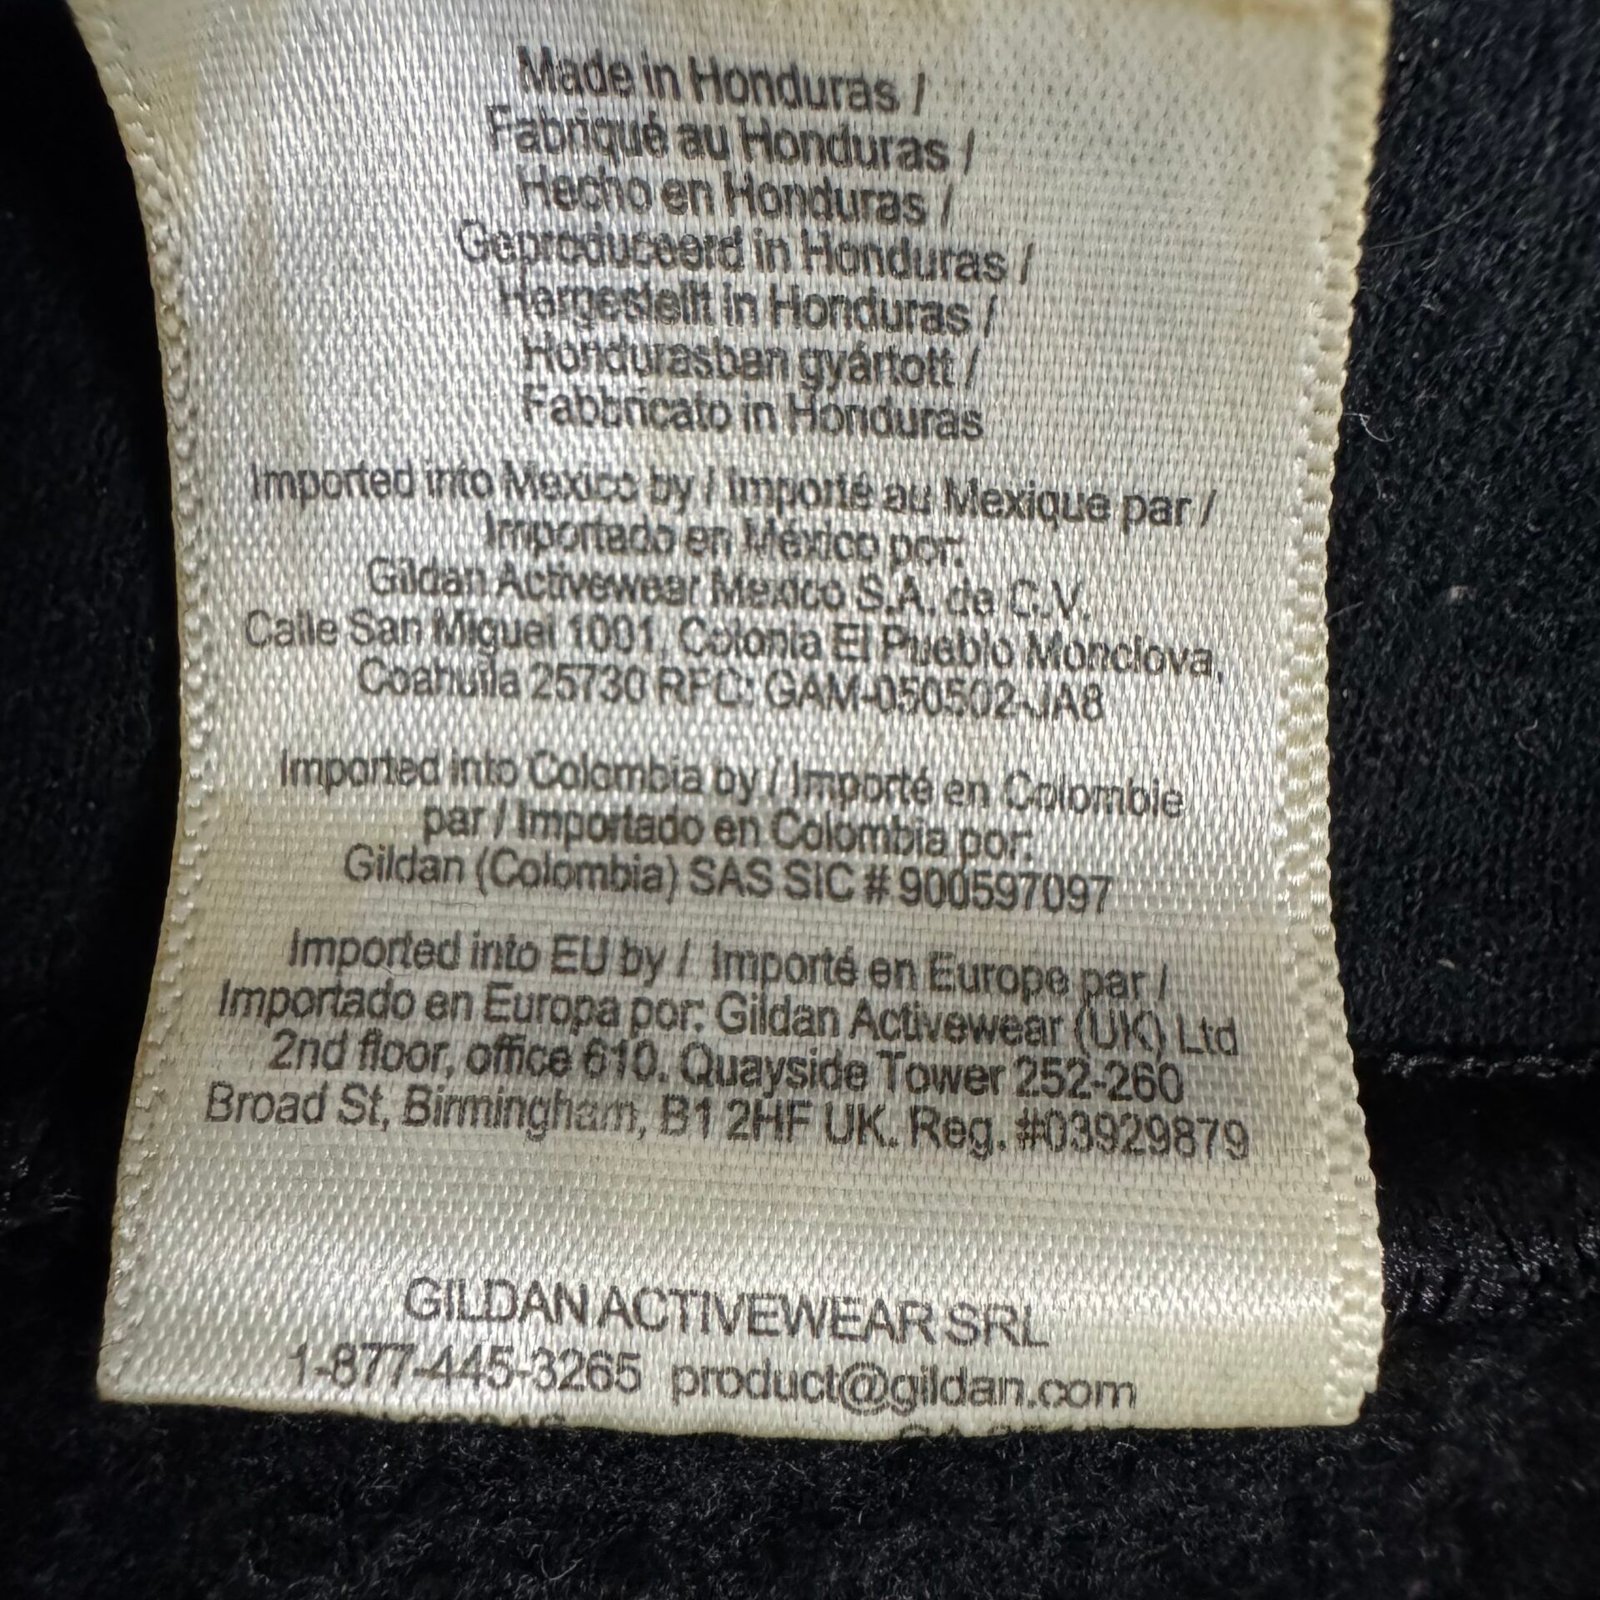 Made in Honduras /
Fabriqué au Honduras /
Hecho en Honduras /
Geproduceerd in Honduras /
Hergestellt in Honduras /
Hondurasban gyártott /
Fabbricato in Honduras
Imported into Mexico by / Importé au Mexique par /
Importado en México por:
Gildan Activewear Mexico S.A. de C.V.
Calle San Miguel 1001, Colonia El Pueblo Monclova,
Coahuila 25730 RFC: GAM-050502-JA8
Imported into Colombia by / Importé en Colombie
par / Importado en Colombia por:
Gildan (Colombia) SAS SIC # 900597097
Imported into EU by / Importé en Europe par /
Importado en Europa por: Gildan Activewear (UK) Ltd
2nd floor, office 610. Quayside Tower 252-260
Broad St, Birmingham, B1 2HF UK. Reg. #03929879
GILDAN ACTIVEWEAR SRL
1-877-445-3265 product@gildan.com